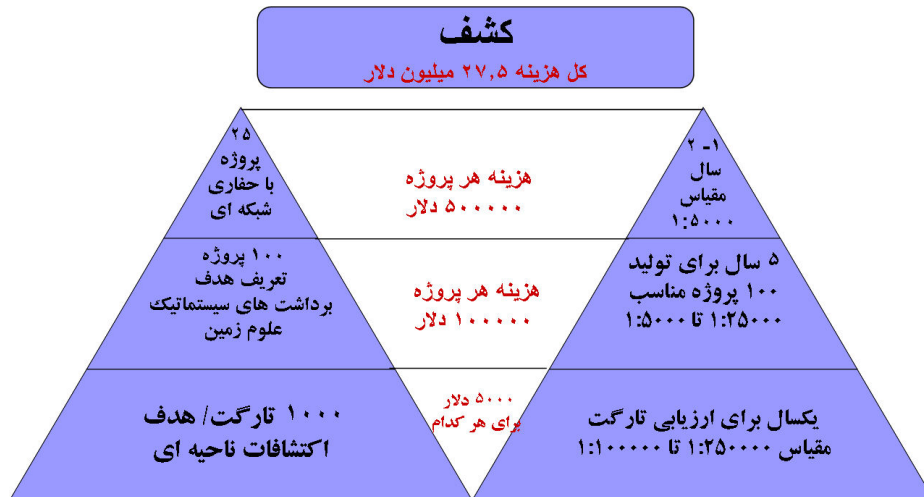 کشف
کل هزینه ۲۷,۵ میلیون دلار
۱- ۲
سال
مقیاس
۱:۵۰۰۰
هزینه هر پروژه
۵۰۰۰۰۰ دلار
۲۵
پروژه
با حفاری
شبکه ای
۵ سال برای تولید
۱۰۰ پروژه مناسب
۱:۲۵۰۰۰ تا ۱:۵۰۰۰
هزینه هر پروژه
۱۰۰۰۰۰ دلار
۱۰۰ پروژه
تعریف هدف
برداشت های سیستماتیک
علوم زمین
یکسال برای ارزیابی تارگت
مقیاس ۱:۲۵۰۰۰۰ تا ۱:۱۰۰۰۰۰
۵۰۰۰ دلار
برای هر کدام
۱۰۰۰ تارگت/ هدف
اکتشافات ناحیه ای